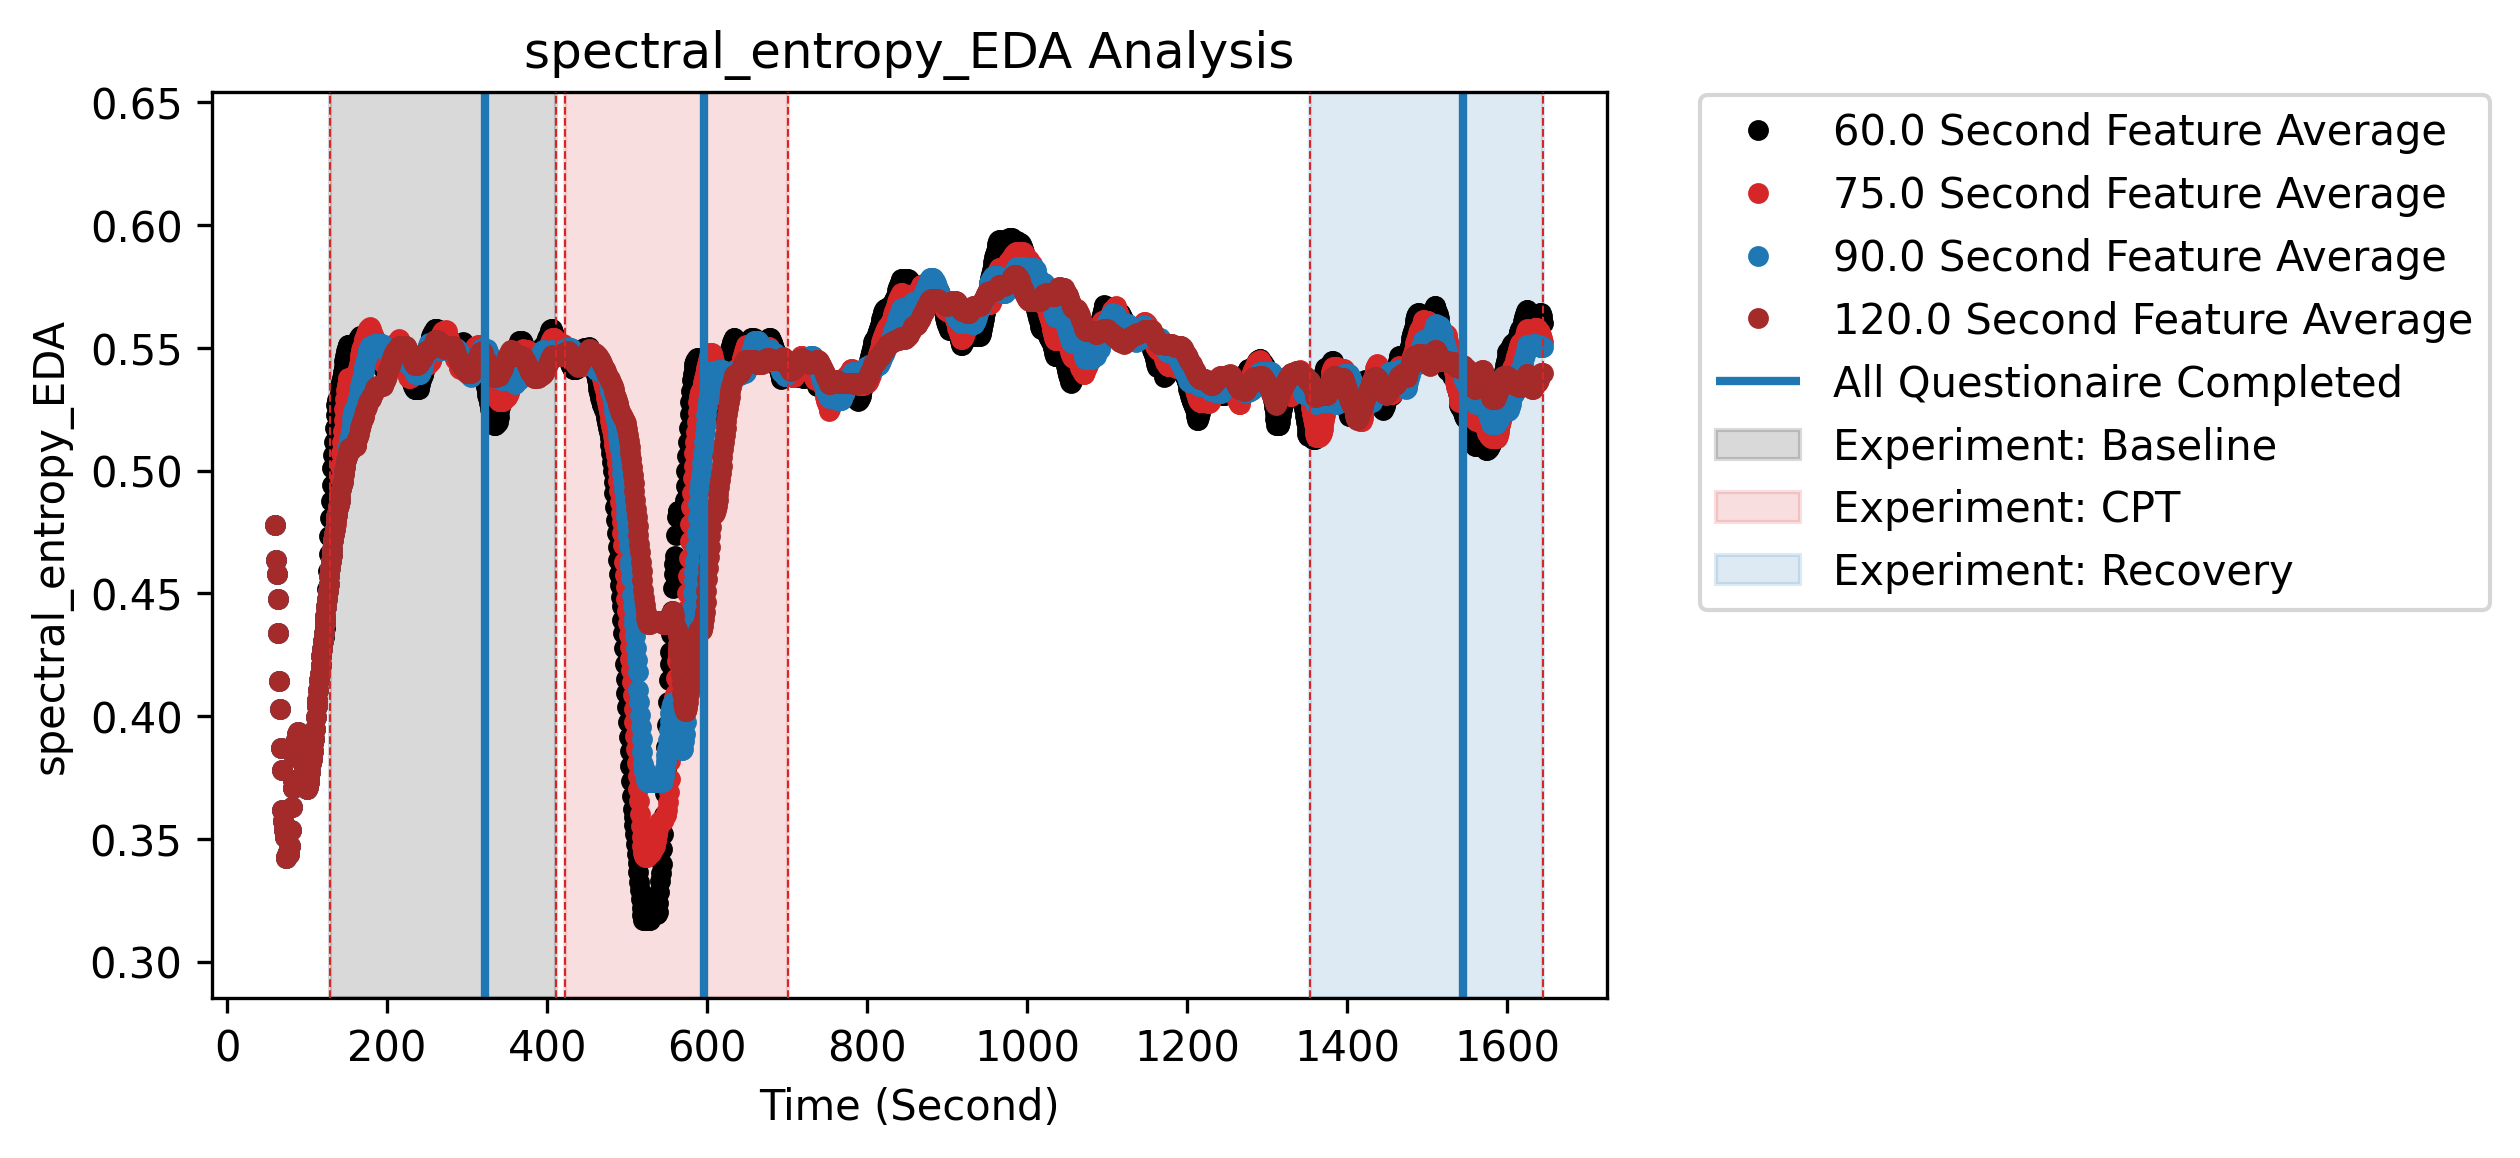 spectral_entropy_EDA Analysis
spectral_entropy_EDA
0.65
0.60
0.55
0.50
0.45
0.40
0.35
0.30
0 200 400 600 800 1000 1200 1400 1600
Time (Second)
60.0 Second Feature Average
75.0 Second Feature Average
90.0 Second Feature Average
120.0 Second Feature Average
All Questionaire Completed
Experiment: Baseline
Experiment: CPT
Experiment: Recovery